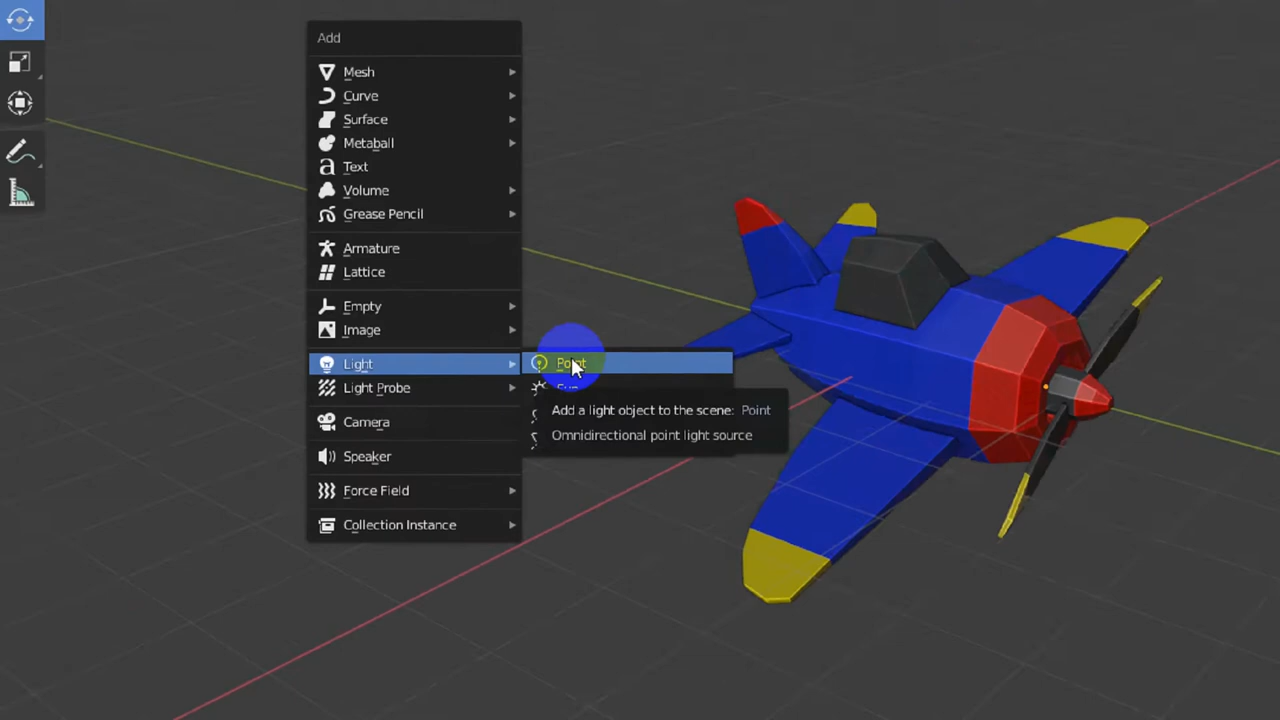 Add
Mesh
Curve
Surface
Metaball
a Text
Volume
Grease Pencil
Armature
Lattice
Empty
Image
Light
Point
Light Probe
Add a light object to the scene: Point
Omnidirectional point light source
Camera
Speaker
Force Field
Collection Instance